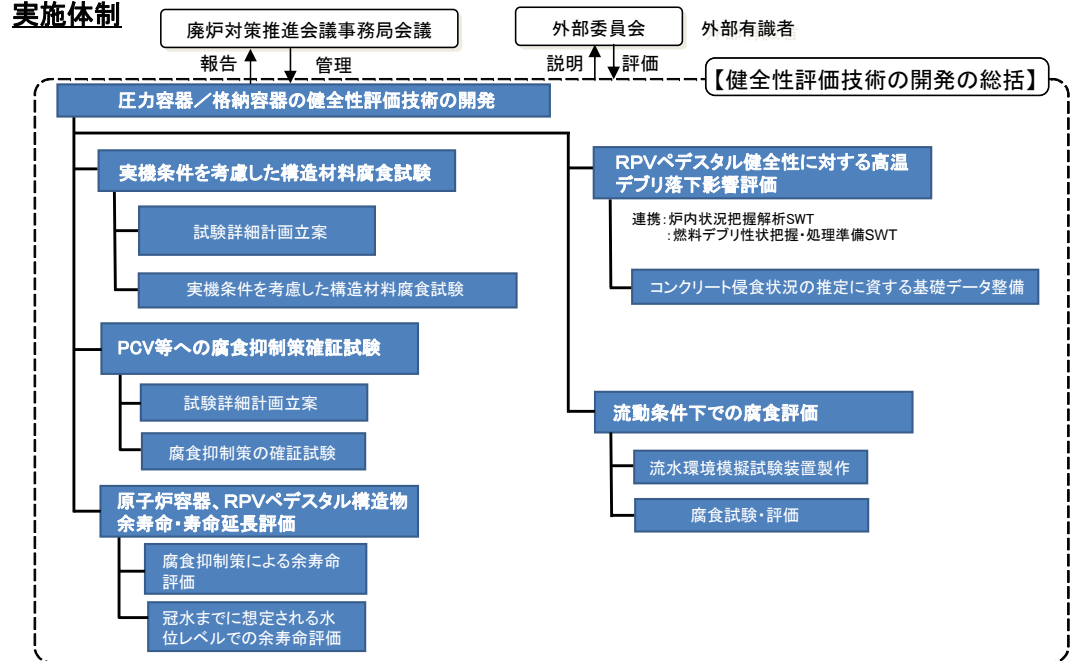 実施体制
廃炉対策推進会議事務局会議
外部委員会
外部有識者
報告
管理
説明
評価
【健全性評価技術の開発の総括】
圧力容器／格納容器の健全性評価技術の開発
実機条件を考慮した構造材料腐食試験
試験詳細計画立案
実機条件を考慮した構造材料腐食試験
PCV等への腐食抑制策確証試験
試験詳細計画立案
腐食抑制策の確証試験
原子炉容器、RPVペデスタル構造物
余寿命・寿命延長評価
腐食抑制策による余寿命
評価
冠水までに想定される水
位レベルでの余寿命評価
RPVペデスタル健全性に対する高温
デブリ落下影響評価
連携：炉内状況把握解析SWT
：燃料デブリ性状把握・処理準備SWT
コンクリート侵食状況の推定に資する基礎データ整備
流動条件下での腐食評価
流水環境模擬試験装置製作
腐食試験・評価